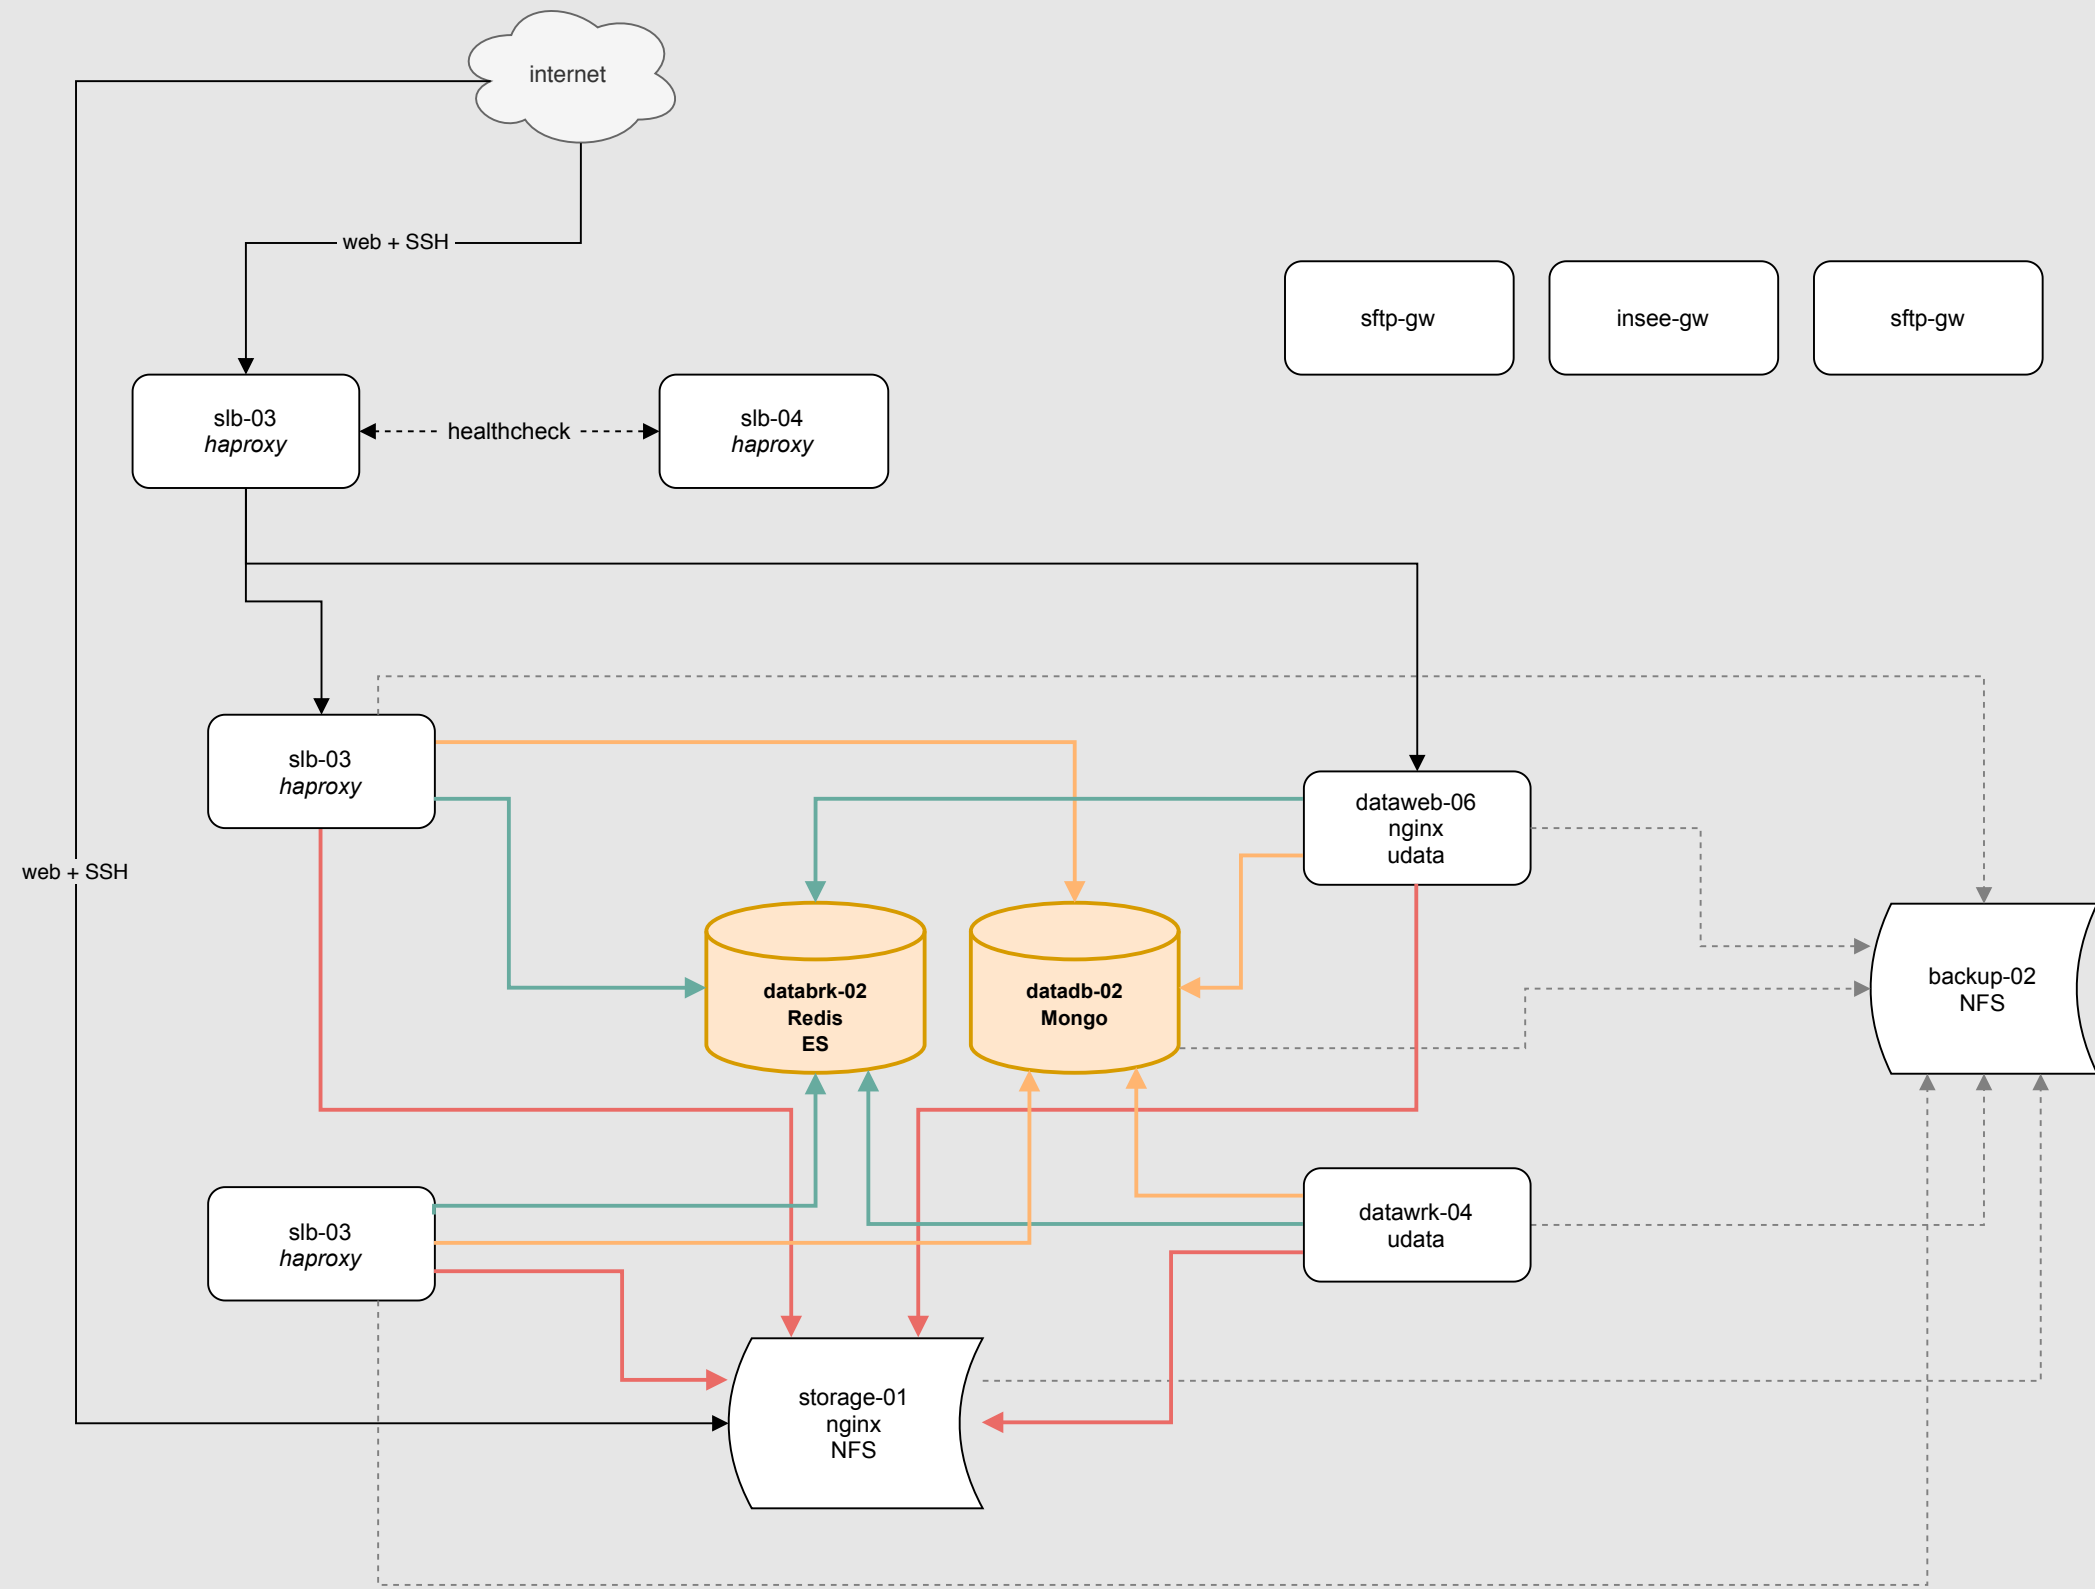 internet
web + SSH
sftp-gw
insee-gw
sftp-gw
slb-03
haproxy
healthcheck
slb-04
haproxy
slb-03
haproxy
dataweb-06
nginx
udata
web + SSH
databrk-02
Redis
ES
datadb-02
Mongo
backup-02
NFS
slb-03
haproxy
datawrk-04
udata
storage-01
nginx
NFS